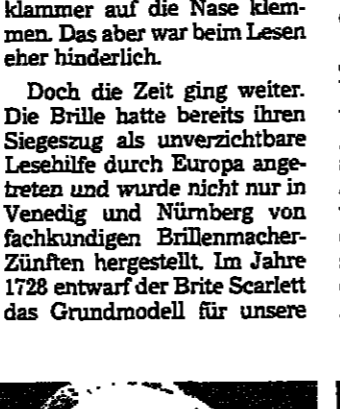 klammer auf die Nase klem-
men. Das aber war beim Lesen
eher hinderlich.
Doch die Zeit ging weiter.
Die Brille hatte bereits ihren
Siegeszug als unverzichtbare
Lesehilfe durch Europa ange-
treten und wurde nicht nur in
Venedig und Nürnberg von
fachkundigen Brillenmacher-
Zünften hergestellt. Im Jahre
1728 entwarf der Brite Scarlett
das Grundmodell für unsere